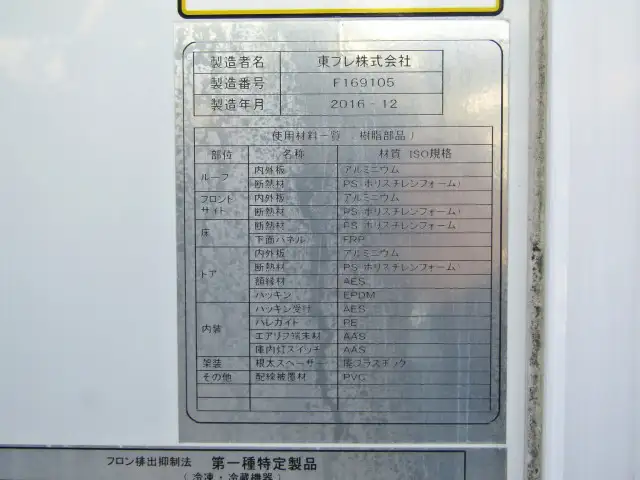 製造者名 東プレ株式会社
製造番号 F169105
製造年月 2016-12
使用材料一覧 (樹脂部品)
部位 名称 材質 ISO規格
ルーフ 内外板 アルミニウム
断熱材 PS(ポリスチレンフォーム)
フロント サイド 内外板 アルミニウム
断熱材 PS(ポリスチレンフォーム)
床 断熱材 PS(ポリスチレンフォーム)
下面パネル FRP
ドア 内外板 アルミニウム
断熱材 PS(ポリスチレンフォーム)
額縁材 AES
パッキン EPDM
内装 パッキン受け AES
バレガイド PE
エアリブ端末材 AAS
庫内灯スイッチ AAS
架装 根太スペーサー 廃プラスチック
その他 配線被覆材 PVC
フロン排出抑制法 第一種特定製品
(冷凍・冷蔵機器)